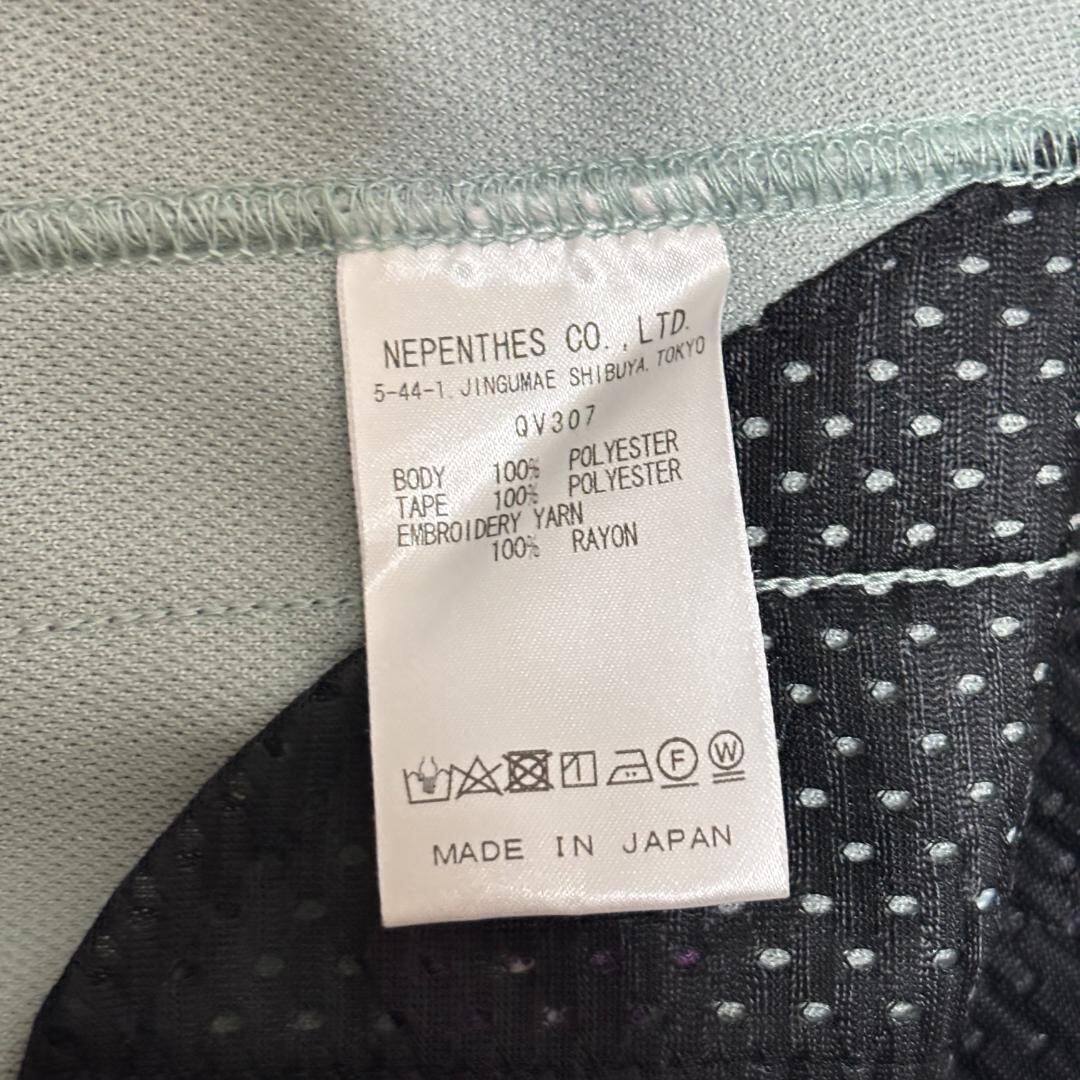 NEPENTHES CO., LTD.
5-44-1, JINGUMAE SHIBUYA, TOKYO
QV307
BODY 100% POLYESTER
TAPE 100% POLYESTER
EMBROIDERY YARN
100% RAYON
F W
MADE IN JAPAN